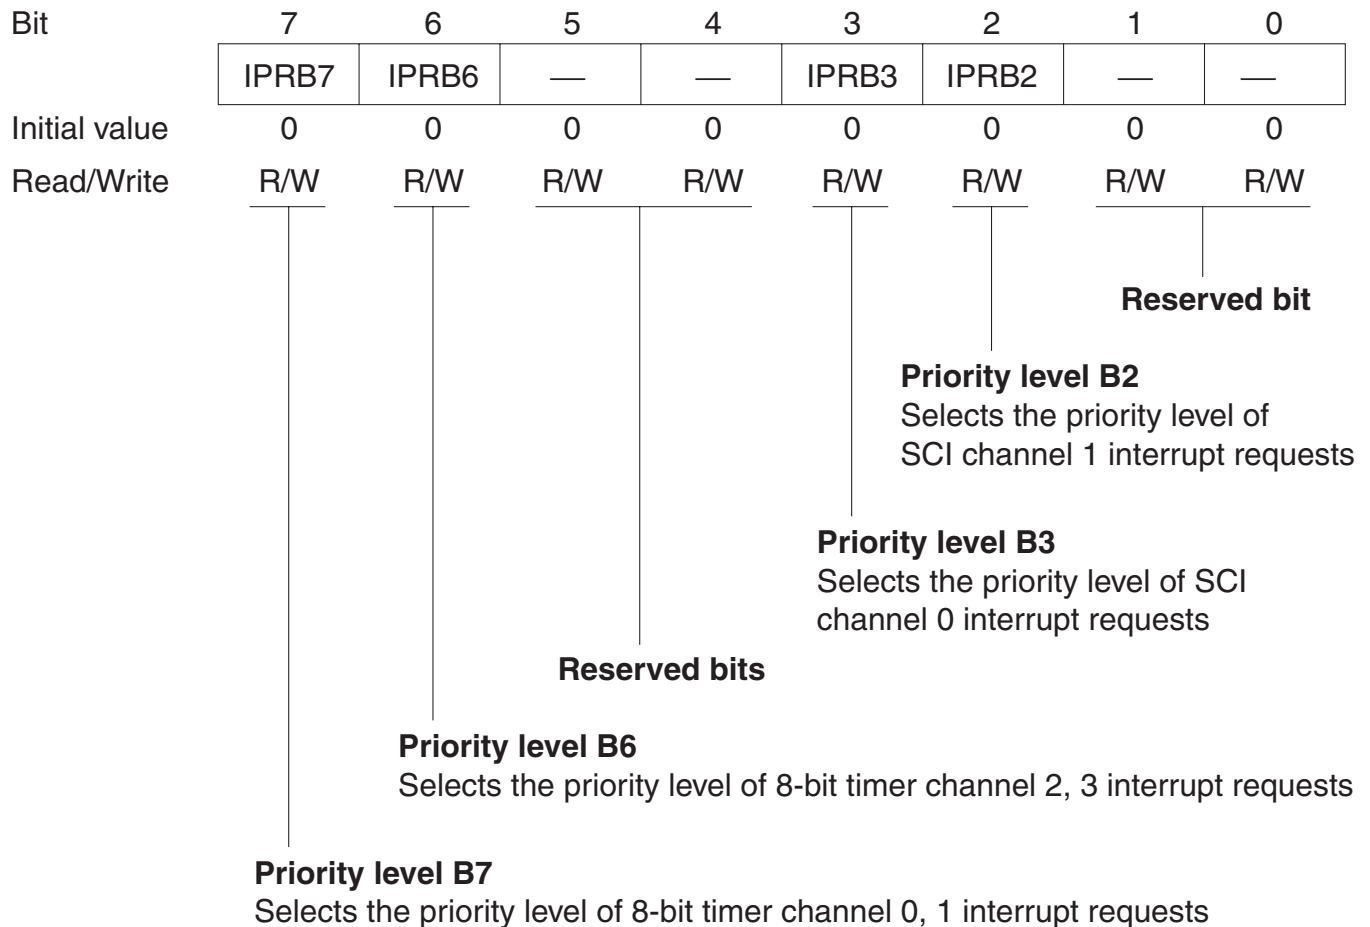 Bit 7 6 5 4 3 2 1 0
IPRB7 IPRB6 — — IPRB3 IPRB2 — —
Initial value 0 0 0 0 0 0 0 0
Read/Write R/W R/W R/W R/W R/W R/W R/W R/W
Reserved bit
Priority level B2
Selects the priority level of
SCI channel 1 interrupt requests
Priority level B3
Selects the priority level of SCI
channel 0 interrupt requests
Reserved bits
Priority level B6
Selects the priority level of 8-bit timer channel 2, 3 interrupt requests
Priority level B7
Selects the priority level of 8-bit timer channel 0, 1 interrupt requests